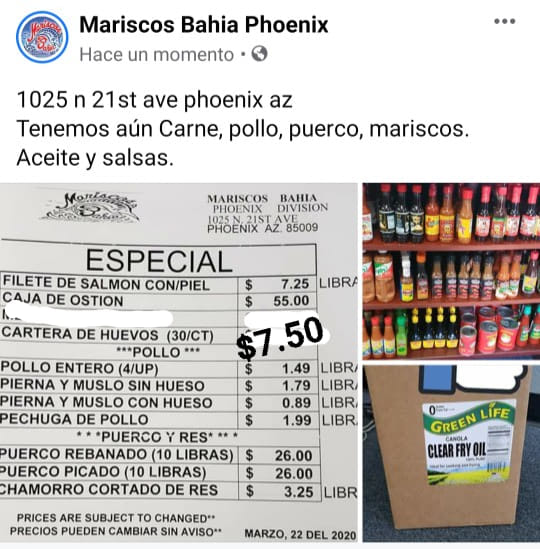 Mariscos Bahia Phoenix
Hace un momento
1025 n 21st ave phoenix az
Tenemos aún Carne, pollo, puerco, mariscos.
Aceite y salsas.
MARISCOS BAHIA
PHOENIX DIVISION
1025 N. 21ST AVE
PHOENIX AZ. 85009
ESPECIAL
FILETE DE SALMON CON/PIEL $ 7.25 LIBRA
CAJA DE OSTION $ 55.00
CARTERA DE HUEVOS (30/CT) $7.50
***POLLO ***
POLLO ENTERO (4/UP) $ 1.49 LIBR
PIERNA Y MUSLO SIN HUESO $ 1.79 LIBR
PIERNA Y MUSLO CON HUESO $ 0.89 LIBR
PECHUGA DE POLLO $ 1.99 LIBR
* * *PUERCO Y RES* ** *
PUERCO REBANADO (10 LIBRAS) $ 26.00
PUERCO PICADO (10 LIBRAS) $ 26.00
CHAMORRO CORTADO DE RES $ 3.25 LIBR
PRICES ARE SUBJECT TO CHANGED**
PRECIOS PUEDEN CAMBIAR SIN AVISO** MARZO, 22 DEL 2020
GREEN LIFE
CANOLA
CLEAR FRY OIL